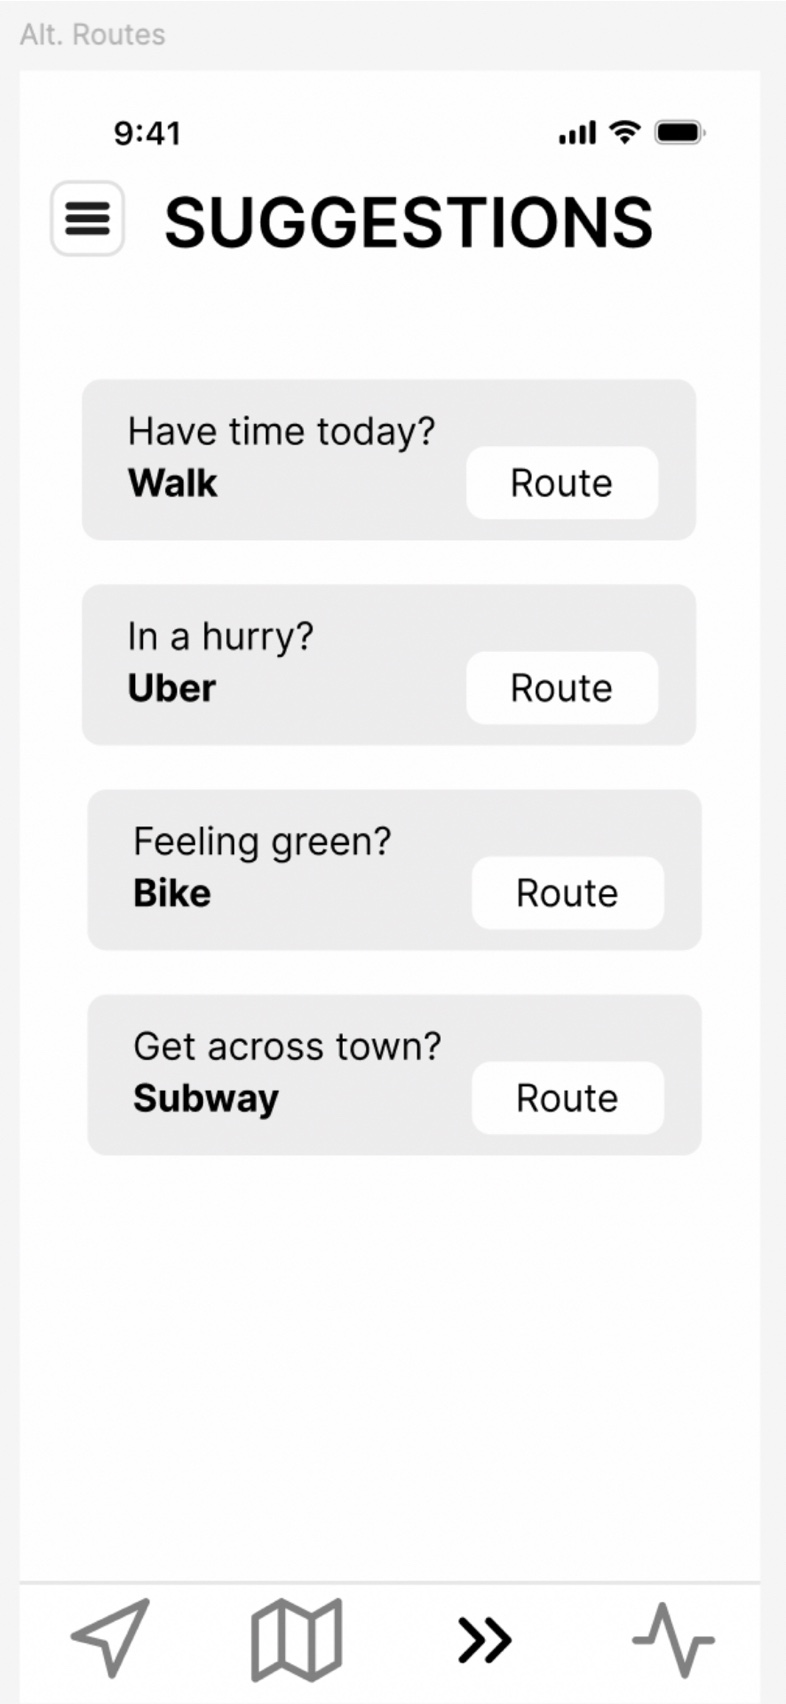 Alt. Routes
9:41
SUGGESTIONS
Have time today?
Walk
Route
In a hurry?
Uber
Route
Feeling green?
Bike
Route
Get across town?
Subway
Route